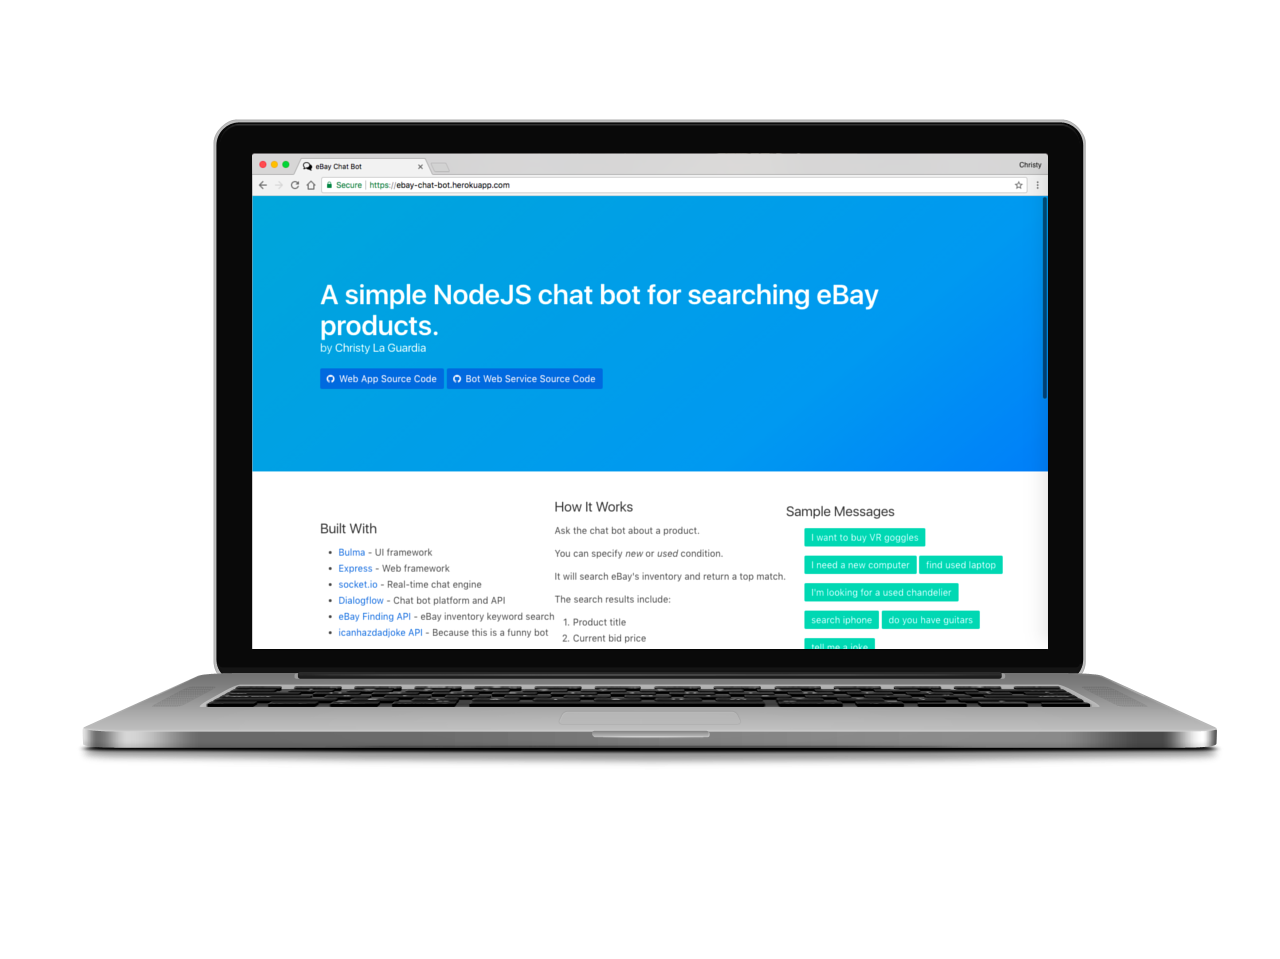 eBay Chat Bot
Christy
Secure | https://ebay-chat-bot.herokuapp.com
A simple NodeJS chat bot for searching eBay
products.
by Christy La Guardia
Web App Source Code
Bot Web Service Source Code
Built With
Bulma - UI framework
Express - Web framework
socket.io - Real-time chat engine
Dialogflow - Chat bot platform and API
eBay Finding API - eBay inventory keyword search
icanhazdadjoke API - Because this is a funny bot
How It Works
Ask the chat bot about a product.
You can specify new or used condition.
It will search eBay's inventory and return a top match.
The search results include:
1. Product title
2. Current bid price
Sample Messages
I want to buy VR goggles
I need a new computer
find used laptop
I'm looking for a used chandelier
search iphone
do you have guitars
tell me a joke